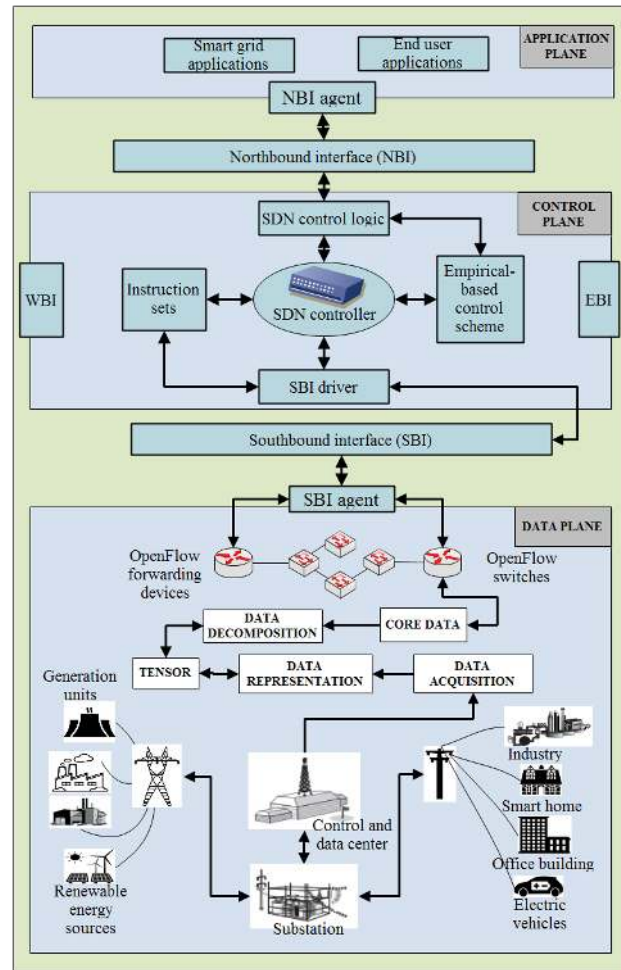 APPLICATION
PLANE
Smart grid
applications
End user
applications
NBI agent
Northbound interface (NBI)
CONTROL
PLANE
SDN control logic
WBI
Instruction
sets
SDN controller
Empirical-
based control
scheme
EBI
SBI driver
Southbound interface (SBI)
SBI agent
DATA PLANE
OpenFlow
forwarding
devices
OpenFlow
switches
DATA
DECOMPOSITION
CORE DATA
TENSOR
DATA
REPRESENTATION
DATA
ACQUISITION
Generation
units
Industry
Smart home
Control and
data center
Office building
Renewable
energy
sources
Substation
Electric
vehicles